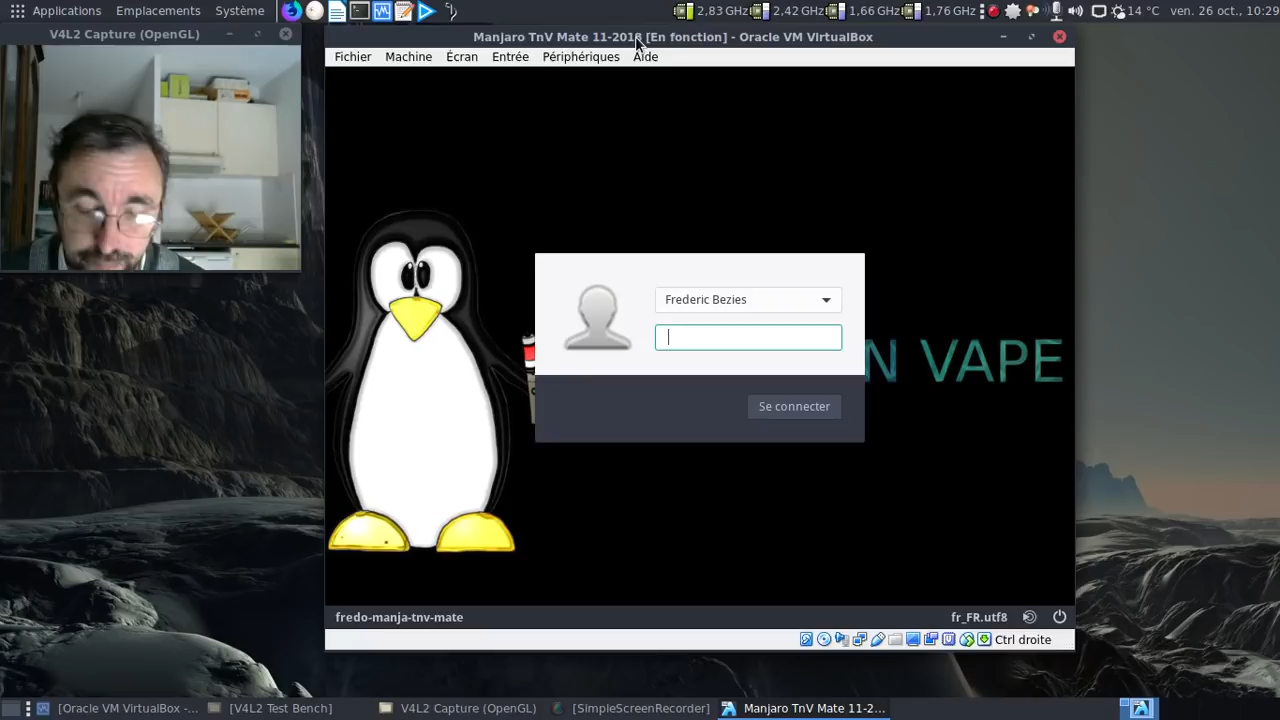 Applications Emplacements Système 2,83 GHz 2,42 GHz 1,66 GHz 1,76 GHz 14 °C ven. 26 oct., 10:29
V4L2 Capture (OpenGL)
Manjaro TnV Mate 11-2018 [En fonction] - Oracle VM VirtualBox
Fichier Machine Écran Entrée Périphériques Aide
Frederic Bezies
N VAPE
Se connecter
fredo-manja-tnv-mate fr_FR.utf8
Ctrl droite
[Oracle VM VirtualBox -... [V4L2 Test Bench] V4L2 Capture (OpenGL) [SimpleScreenRecorder] Manjaro TnV Mate 11-2...